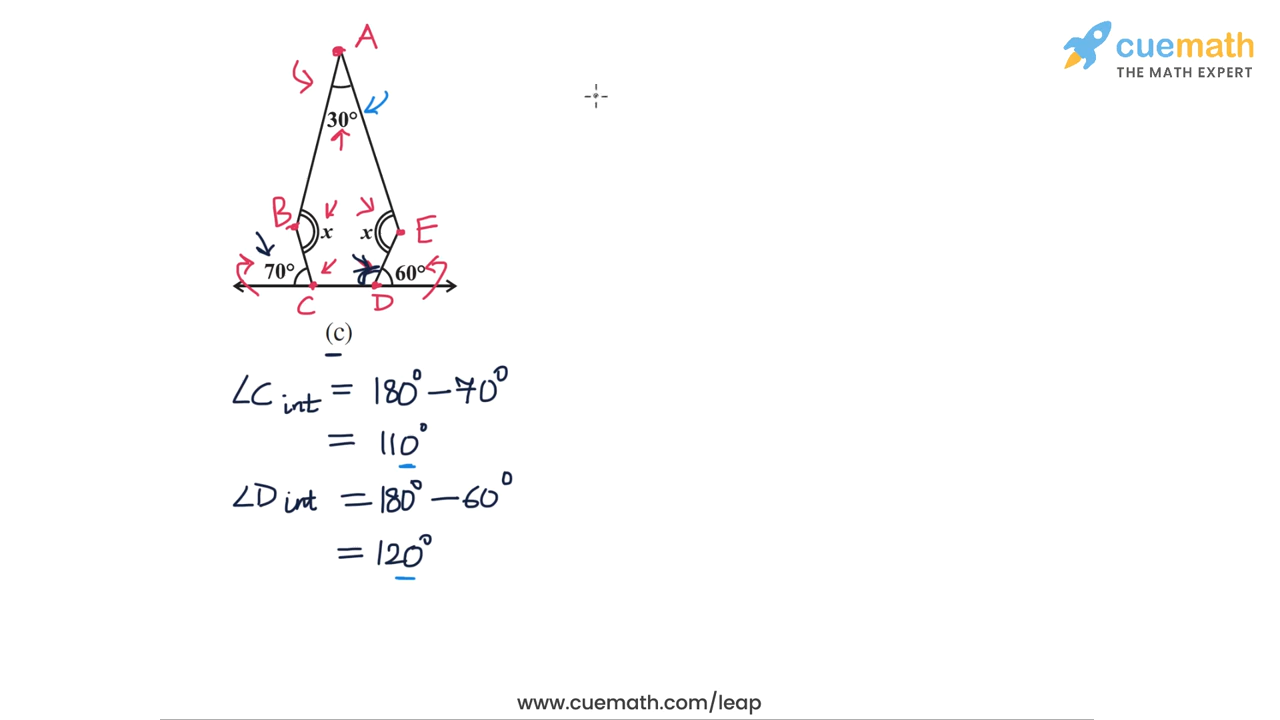 A
cuemath
THE MATH EXPERT
30°
B
x
x
E
70°
60°
C
D
(c)
∠C int = 180° - 70°
= 110°
∠D int = 180° - 60°
= 120°
www.cuemath.com/leap